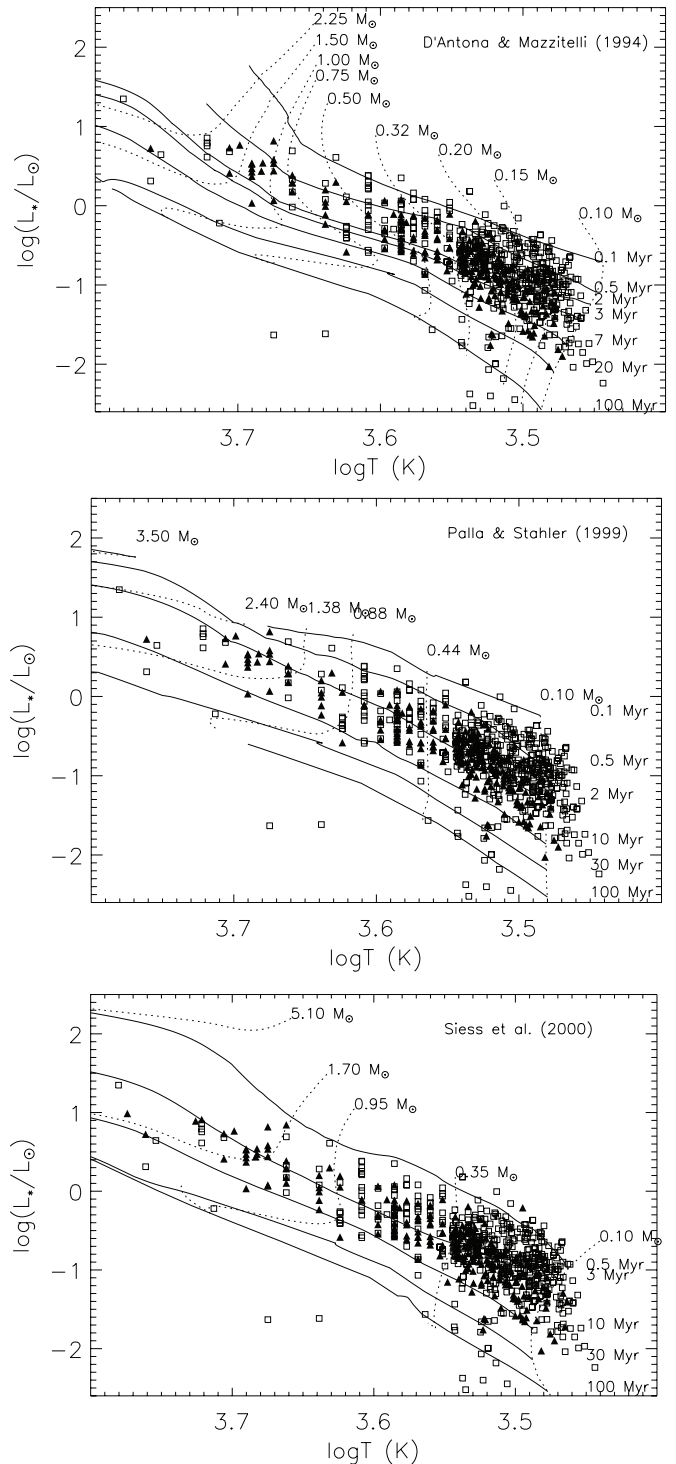 2
1
0
−1
−2
log(L*/L⊙)
D'Antona & Mazzitelli (1994)
2.25 M⊙
1.50 M⊙
1.00 M⊙
0.75 M⊙
0.50 M⊙
0.32 M⊙
0.20 M⊙
0.15 M⊙
0.10 M⊙
0.1 Myr
0.5 Myr
2 Myr
3 Myr
7 Myr
20 Myr
100 Myr
3.7
3.6
3.5
logT (K)
2
1
0
−1
−2
log(L*/L⊙)
Palla & Stahler (1999)
3.50 M⊙
2.40 M⊙
1.38 M⊙
0.88 M⊙
0.44 M⊙
0.10 M⊙
0.1 Myr
0.5 Myr
2 Myr
10 Myr
30 Myr
100 Myr
3.7
3.6
3.5
logT (K)
2
1
0
−1
−2
log(L*/L⊙)
Siess et al. (2000)
5.10 M⊙
1.70 M⊙
0.95 M⊙
0.35 M⊙
0.10 M⊙
0.5 Myr
3 Myr
10 Myr
30 Myr
100 Myr
3.7
3.6
3.5
logT (K)